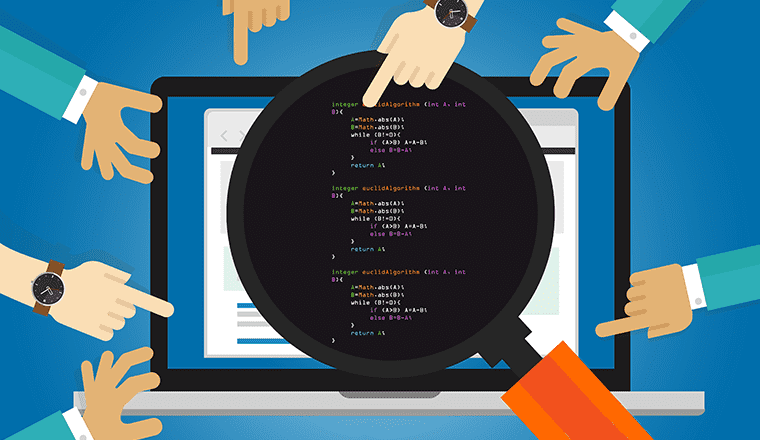 integer euclidAlgorithm (int A, int
B){
A=Math.abs(A);
B=Math.abs(B);
while (B!=0){
if (A>B) A=A-B;
else B=B-A;
}
return A;
}
integer euclidAlgorithm (int A, int
B){
A=Math.abs(A);
B=Math.abs(B);
while (B!=0){
if (A>B) A=A-B;
else B=B-A;
}
return A;
}
integer euclidAlgorithm (int A, int
B){
A=Math.abs(A);
B=Math.abs(B);
while (B!=0){
if (A>B) A=A-B;
else B=B-A;
}
return A;
}